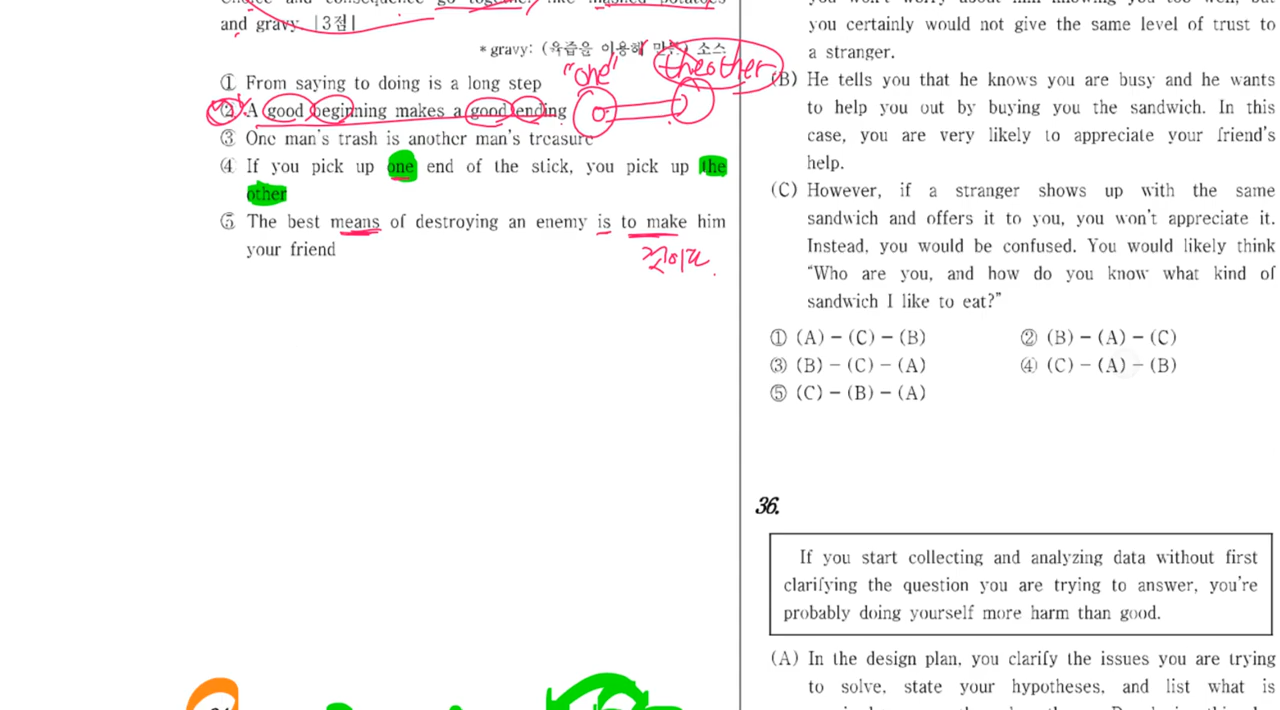 Choice and consequence go together, like mashed potatoes
and gravy. [3점]
* gravy: (육즙을 이용해 만든) 소스
"one"
the other
① From saying to doing is a long step
② A good beginning makes a good ending
③ One man's trash is another man's treasure
④ If you pick up one end of the stick, you pick up the
other
⑤ The best means of destroying an enemy is to make him
your friend
you certainly would not give the same level of trust to
a stranger.
(B) He tells you that he knows you are busy and he wants
to help you out by buying you the sandwich. In this
case, you are very likely to appreciate your friend's
help.
(C) However, if a stranger shows up with the same
sandwich and offers it to you, you won't appreciate it.
Instead, you would be confused. You would likely think
“Who are you, and how do you know what kind of
sandwich I like to eat?”
① (A) - (C) - (B)
② (B) - (A) - (C)
③ (B) - (C) - (A)
④ (C) - (A) - (B)
⑤ (C) - (B) - (A)
36.
If you start collecting and analyzing data without first
clarifying the question you are trying to answer, you're
probably doing yourself more harm than good.
(A) In the design plan, you clarify the issues you are trying
to solve, state your hypotheses, and list what is